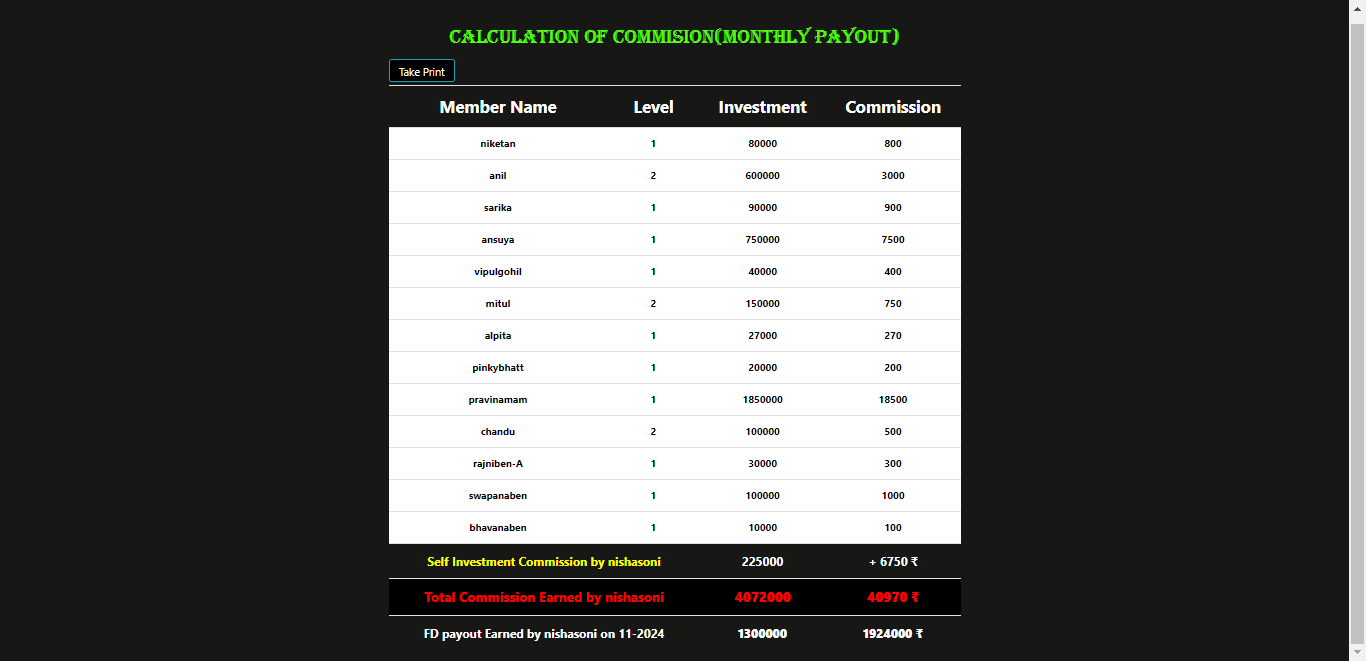 CALCULATION OF COMMISION(MONTHLY PAYOUT)
Take Print
Member Name Level Investment Commission
niketan 1 80000 800
anil 2 600000 3000
sarika 1 90000 900
ansuya 1 750000 7500
vipulgohil 1 40000 400
mitul 2 150000 750
alpita 1 27000 270
pinkybhatt 1 20000 200
pravinamam 1 1850000 18500
chandu 2 100000 500
rajniben-A 1 30000 300
swapanaben 1 100000 1000
bhavanaben 1 10000 100
Self Investment Commission by nishasoni 225000 + 6750 ₹
Total Commission Earned by nishasoni 4072000 40970 ₹
FD payout Earned by nishasoni on 11-2024 1300000 1924000 ₹